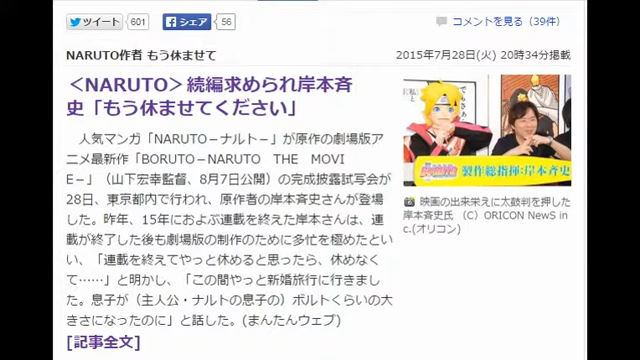 ツイート 601 シェア 56 コメントを見る（39件）
NARUTO作者 もう休ませて 2015年7月28日(火) 20時34分掲載
＜NARUTO＞続編求められ岸本斉
史「もう休ませてください」
人気マンガ「NARUTO－ナルト－」が原作の劇場版ア
ニメ最新作「BORUTO－NARUTO THE MOVI
E－」（山下宏幸監督、8月7日公開）の完成披露試写会が
28日、東京都内で行われ、原作者の岸本斉史さんが登場
した。昨年、15年におよぶ連載を終えた岸本さんは、連
載が終了した後も劇場版の制作のために多忙を極めたとい
い、「連載を終えてやっと休めると思ったら、休めなく
て……」と明かし、「この間やっと新婚旅行に行きまし
た。息子が（主人公・ナルトの息子の）ボルトくらいの大
きさになったのに」と話した。(まんたんウェブ)
[記事全文]
製作総指揮:岸本斉史
映画の出来栄えに太鼓判を押した
岸本斉史氏 （C）ORICON NewS in
c.(オリコン)